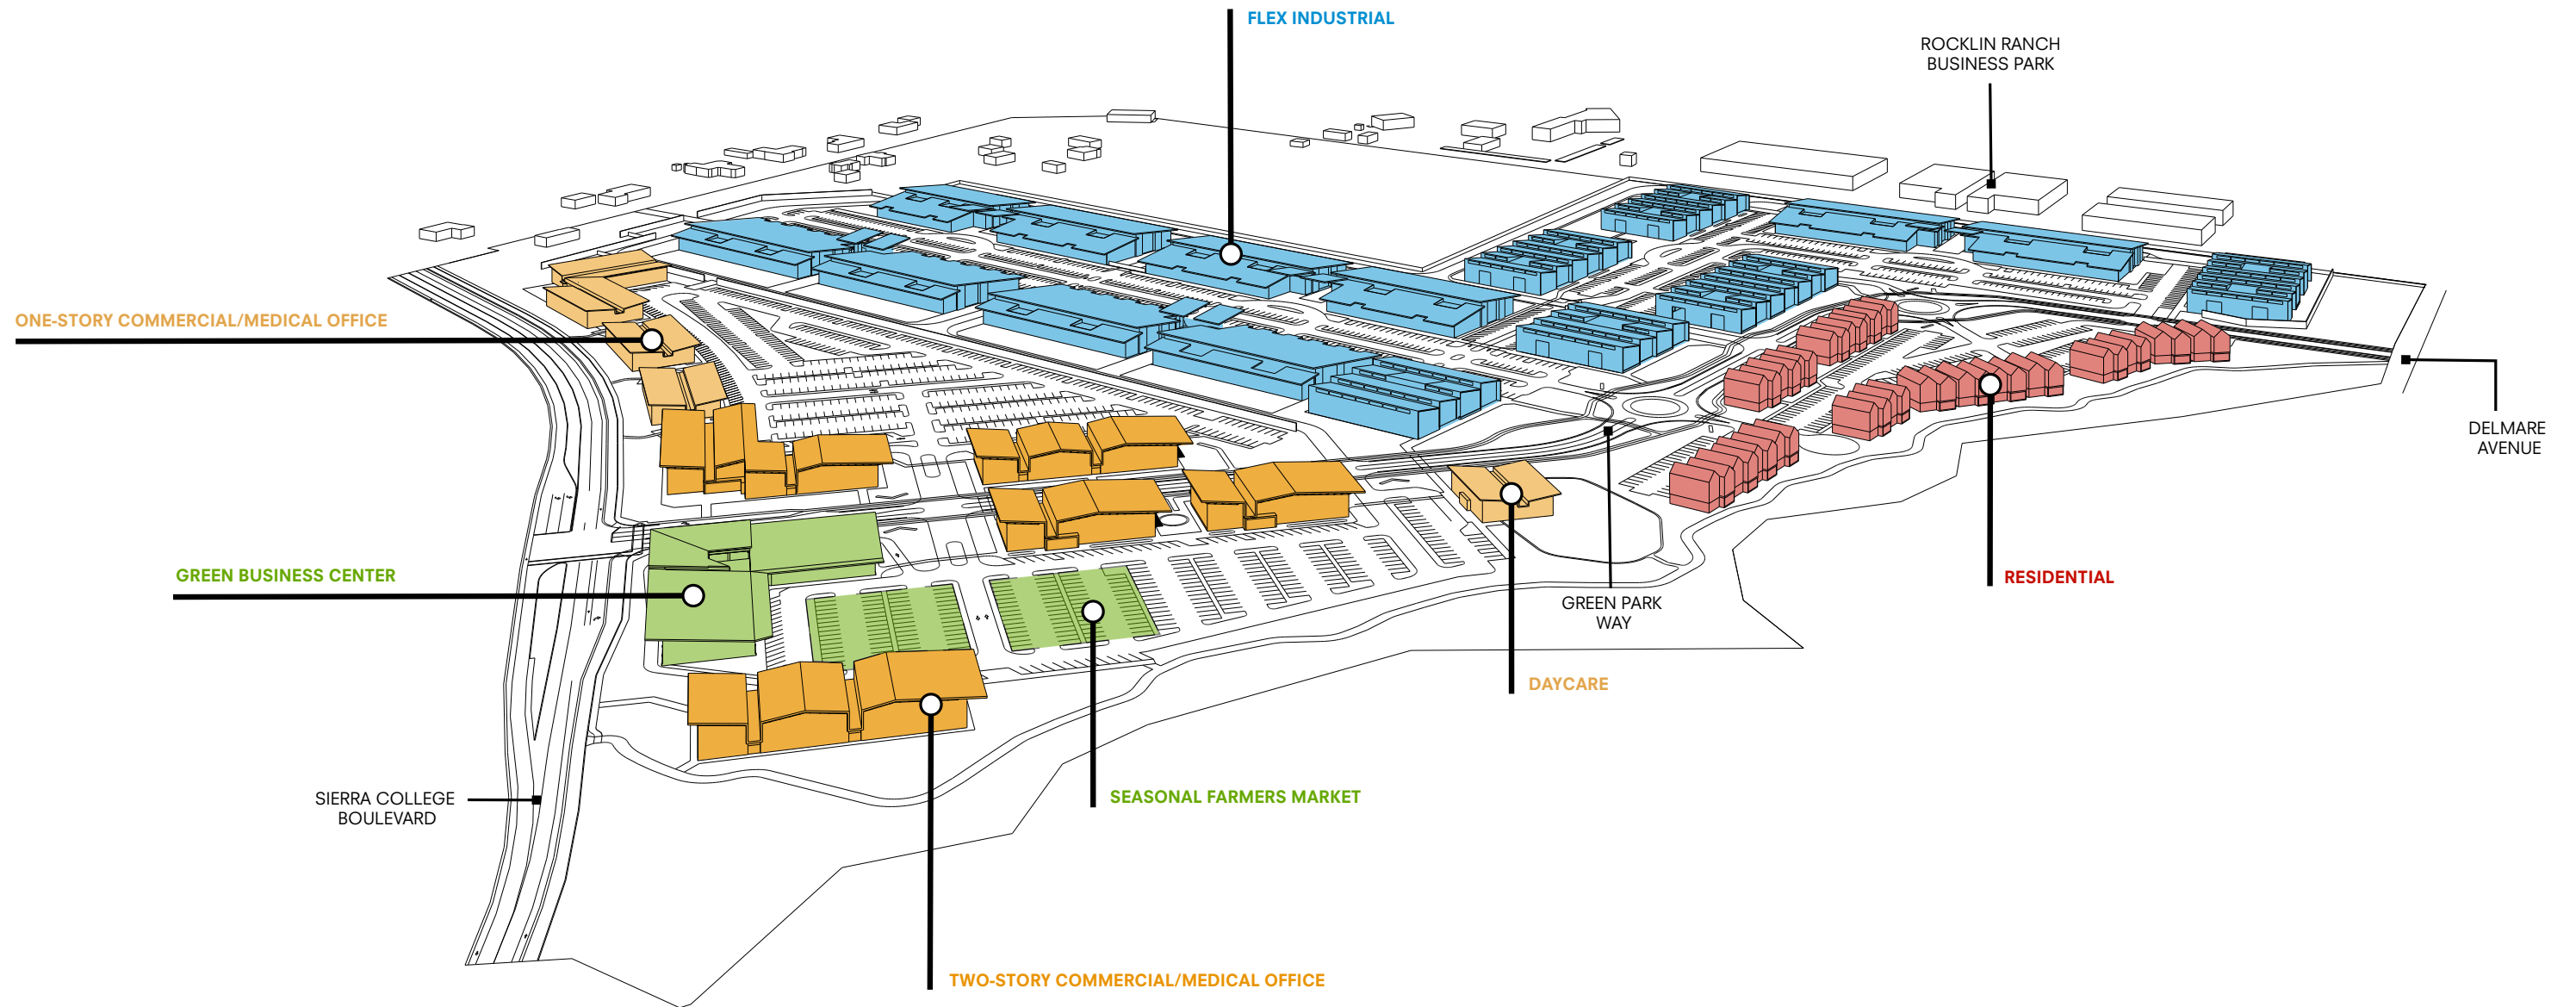 FLEX INDUSTRIAL
ROCKLIN RANCH
BUSINESS PARK
ONE-STORY COMMERCIAL/MEDICAL OFFICE
DELMARE
AVENUE
GREEN BUSINESS CENTER
RESIDENTIAL
GREEN PARK
WAY
DAYCARE
SIERRA COLLEGE
BOULEVARD
SEASONAL FARMERS MARKET
TWO-STORY COMMERCIAL/MEDICAL OFFICE